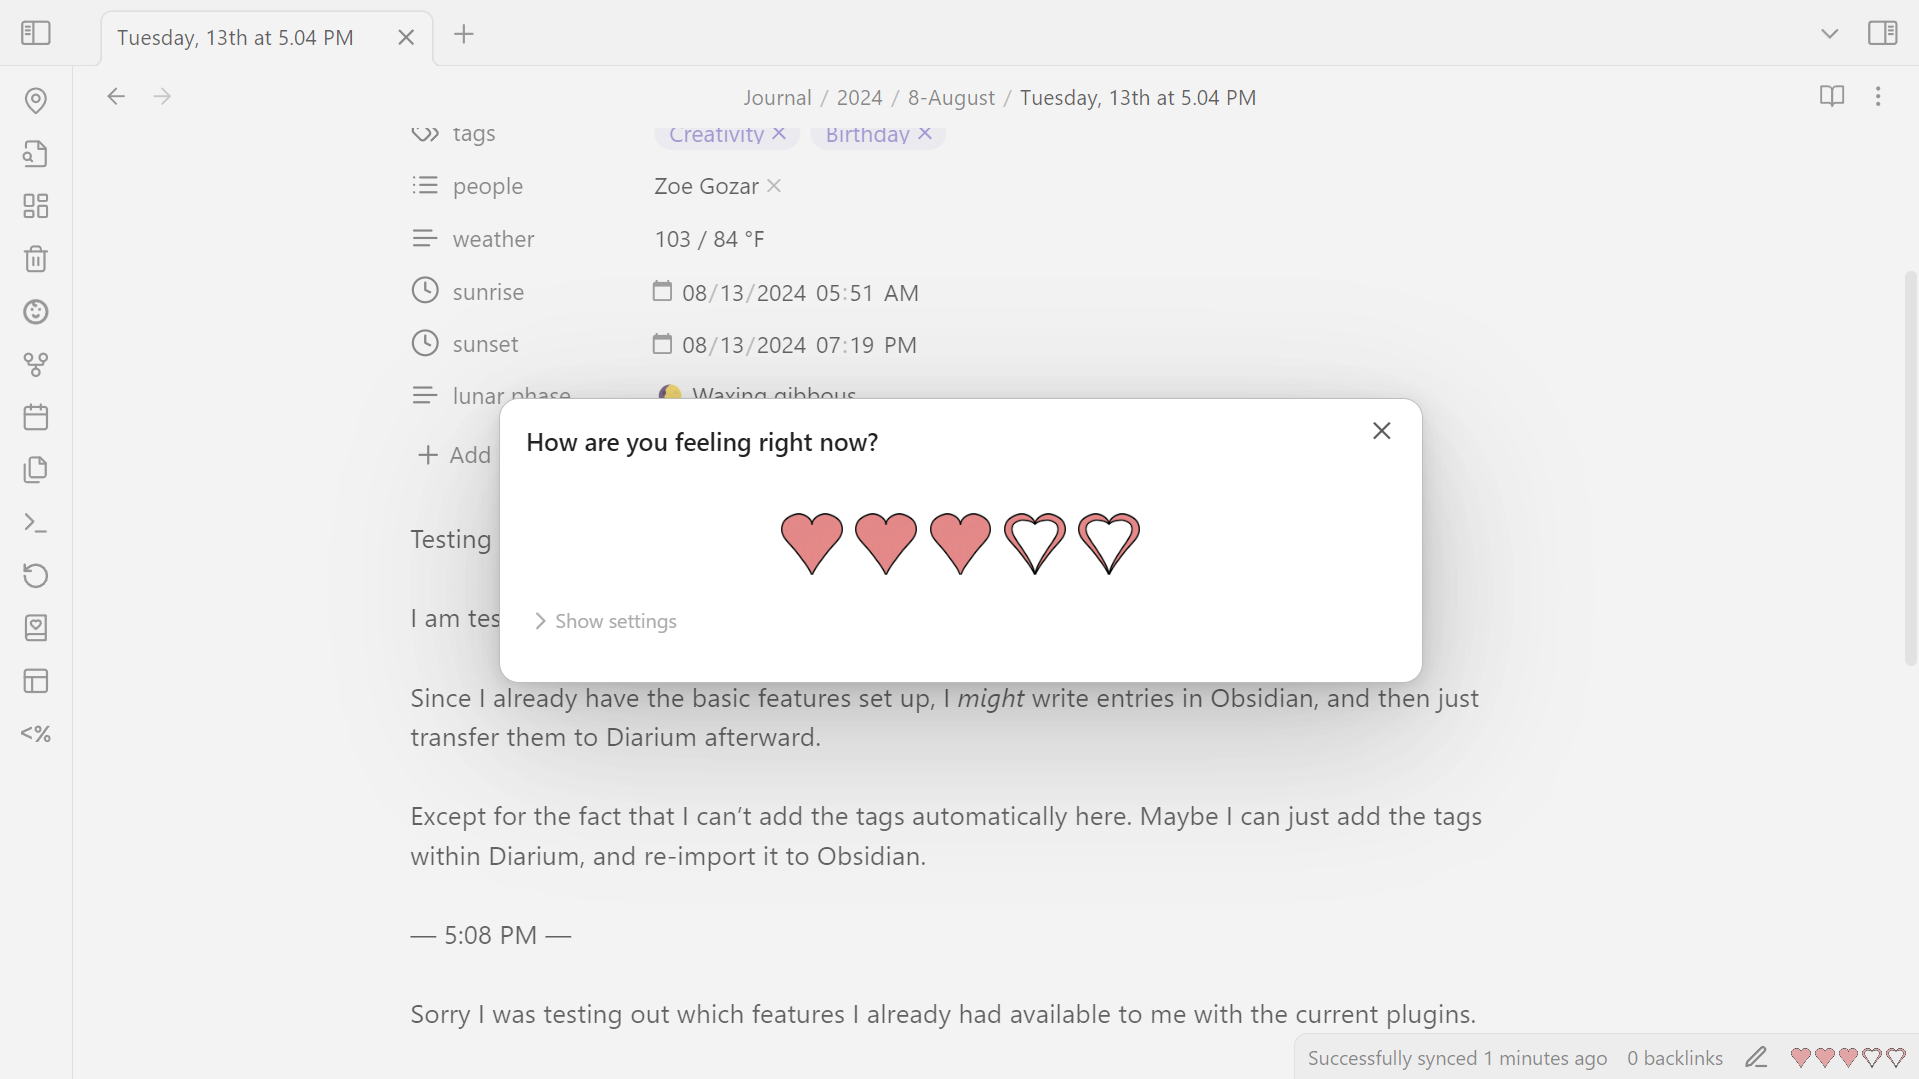 Tuesday, 13th at 5.04 PM
Journal / 2024 / 8-August / Tuesday, 13th at 5.04 PM
tags Creativity Birthday
people Zoe Gozar
weather 103 / 84 °F
sunrise 08/13/2024 05:51 AM
sunset 08/13/2024 07:19 PM
lunar phase Waxing gibbous
Add
How are you feeling right now?
Show settings
Testing
I am tes
Since I already have the basic features set up, I might write entries in Obsidian, and then just
transfer them to Diarium afterward.
Except for the fact that I can’t add the tags automatically here. Maybe I can just add the tags
within Diarium, and re-import it to Obsidian.
— 5:08 PM —
Sorry I was testing out which features I already had available to me with the current plugins.
<%
Successfully synced 1 minutes ago 0 backlinks